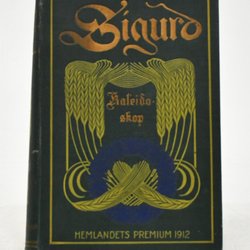 Sigurd
Kaleido-
skop
HEMLANDETS PREMIUM 1912